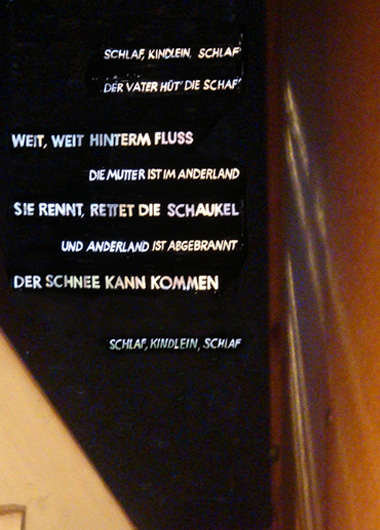 SCHLAF, KINDLEIN, SCHLAF
DER VATER HÜT' DIE SCHAF'
WEIT, WEIT HINTERM FLUSS
DIE MUTTER IST IM ANDERLAND
SIE RENNT, RETTET DIE SCHAUKEL
UND ANDERLAND IST ABGEBRANNT
DER SCHNEE KANN KOMMEN
SCHLAF, KINDLEIN, SCHLAF